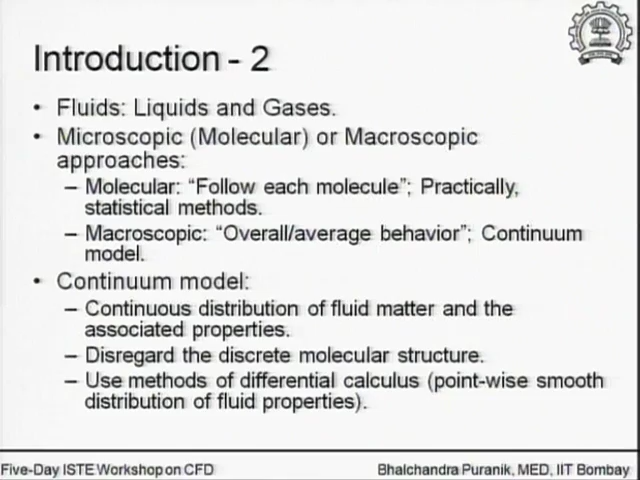 Introduction - 2
• Fluids: Liquids and Gases.
• Microscopic (Molecular) or Macroscopic
approaches:
– Molecular: “Follow each molecule”; Practically,
statistical methods.
– Macroscopic: “Overall/average behavior”; Continuum
model.
• Continuum model:
– Continuous distribution of fluid matter and the
associated properties.
– Disregard the discrete molecular structure.
– Use methods of differential calculus (point-wise smooth
distribution of fluid properties).
Five-Day ISTE Workshop on CFD
Bhalchandra Puranik, MED, IIT Bombay